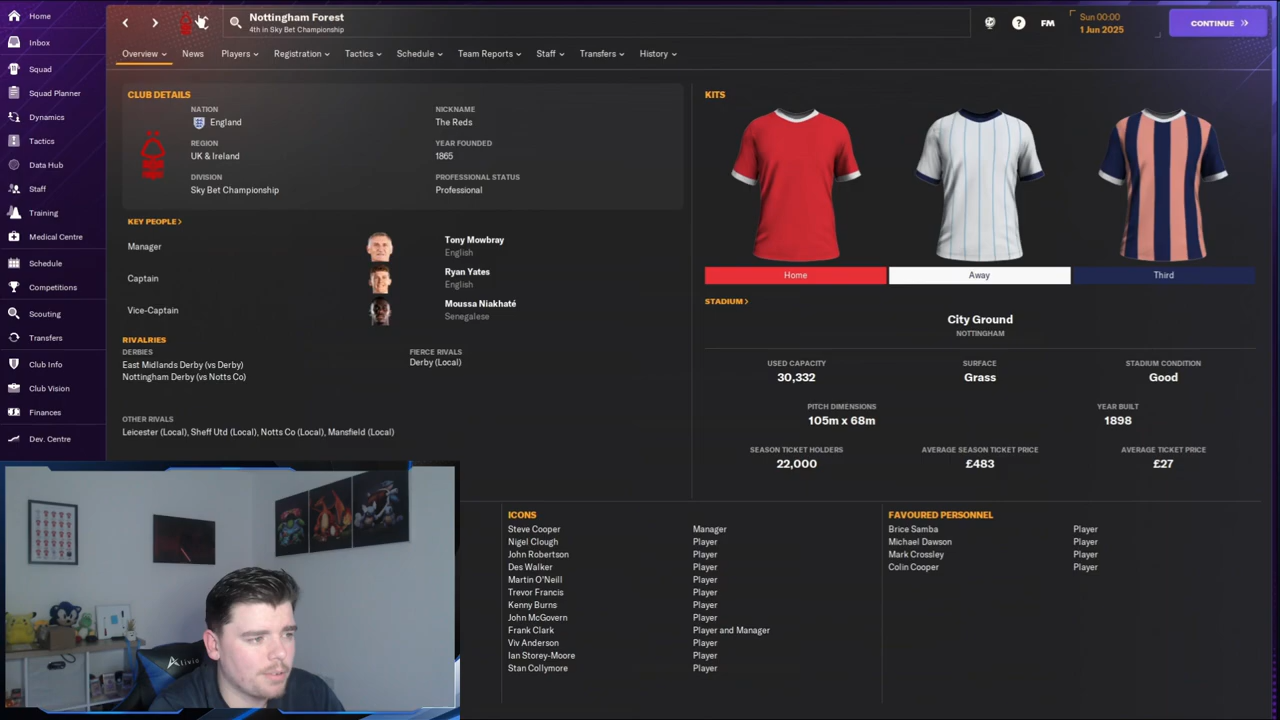 Home
Nottingham Forest
4th in Sky Bet Championship
FM
Sun 00:00
1 Jun 2025
CONTINUE
Inbox
Squad
Squad Planner
Dynamics
Tactics
Data Hub
Staff
Training
Medical Centre
Schedule
Competitions
Scouting
Transfers
Club Info
Club Vision
Finances
Dev. Centre
Overview
News
Players
Registration
Tactics
Schedule
Team Reports
Staff
Transfers
History
CLUB DETAILS
NATION
England
NICKNAME
The Reds
REGION
UK & Ireland
YEAR FOUNDED
1865
DIVISION
Sky Bet Championship
PROFESSIONAL STATUS
Professional
KEY PEOPLE >
Manager
Tony Mowbray
English
Captain
Ryan Yates
English
Vice-Captain
Moussa Niakhaté
Senegalese
RIVALRIES
DERBIES
East Midlands Derby (vs Derby)
Nottingham Derby (vs Notts Co)
FIERCE RIVALS
Derby (Local)
OTHER RIVALS
Leicester (Local), Sheff Utd (Local), Notts Co (Local), Mansfield (Local)
KITS
Home
Away
Third
STADIUM >
City Ground
NOTTINGHAM
USED CAPACITY
30,332
SURFACE
Grass
STADIUM CONDITION
Good
PITCH DIMENSIONS
105m x 68m
YEAR BUILT
1898
SEASON TICKET HOLDERS
22,000
AVERAGE SEASON TICKET PRICE
£483
AVERAGE TICKET PRICE
£27
ICONS
Steve Cooper Manager
Nigel Clough Player
John Robertson Player
Des Walker Player
Martin O'Neill Player
Trevor Francis Player
Kenny Burns Player
John McGovern Player
Frank Clark Player and Manager
Viv Anderson Player
Ian Storey-Moore Player
Stan Collymore Player
FAVOURED PERSONNEL
Brice Samba Player
Michael Dawson Player
Mark Crossley Player
Colin Cooper Player